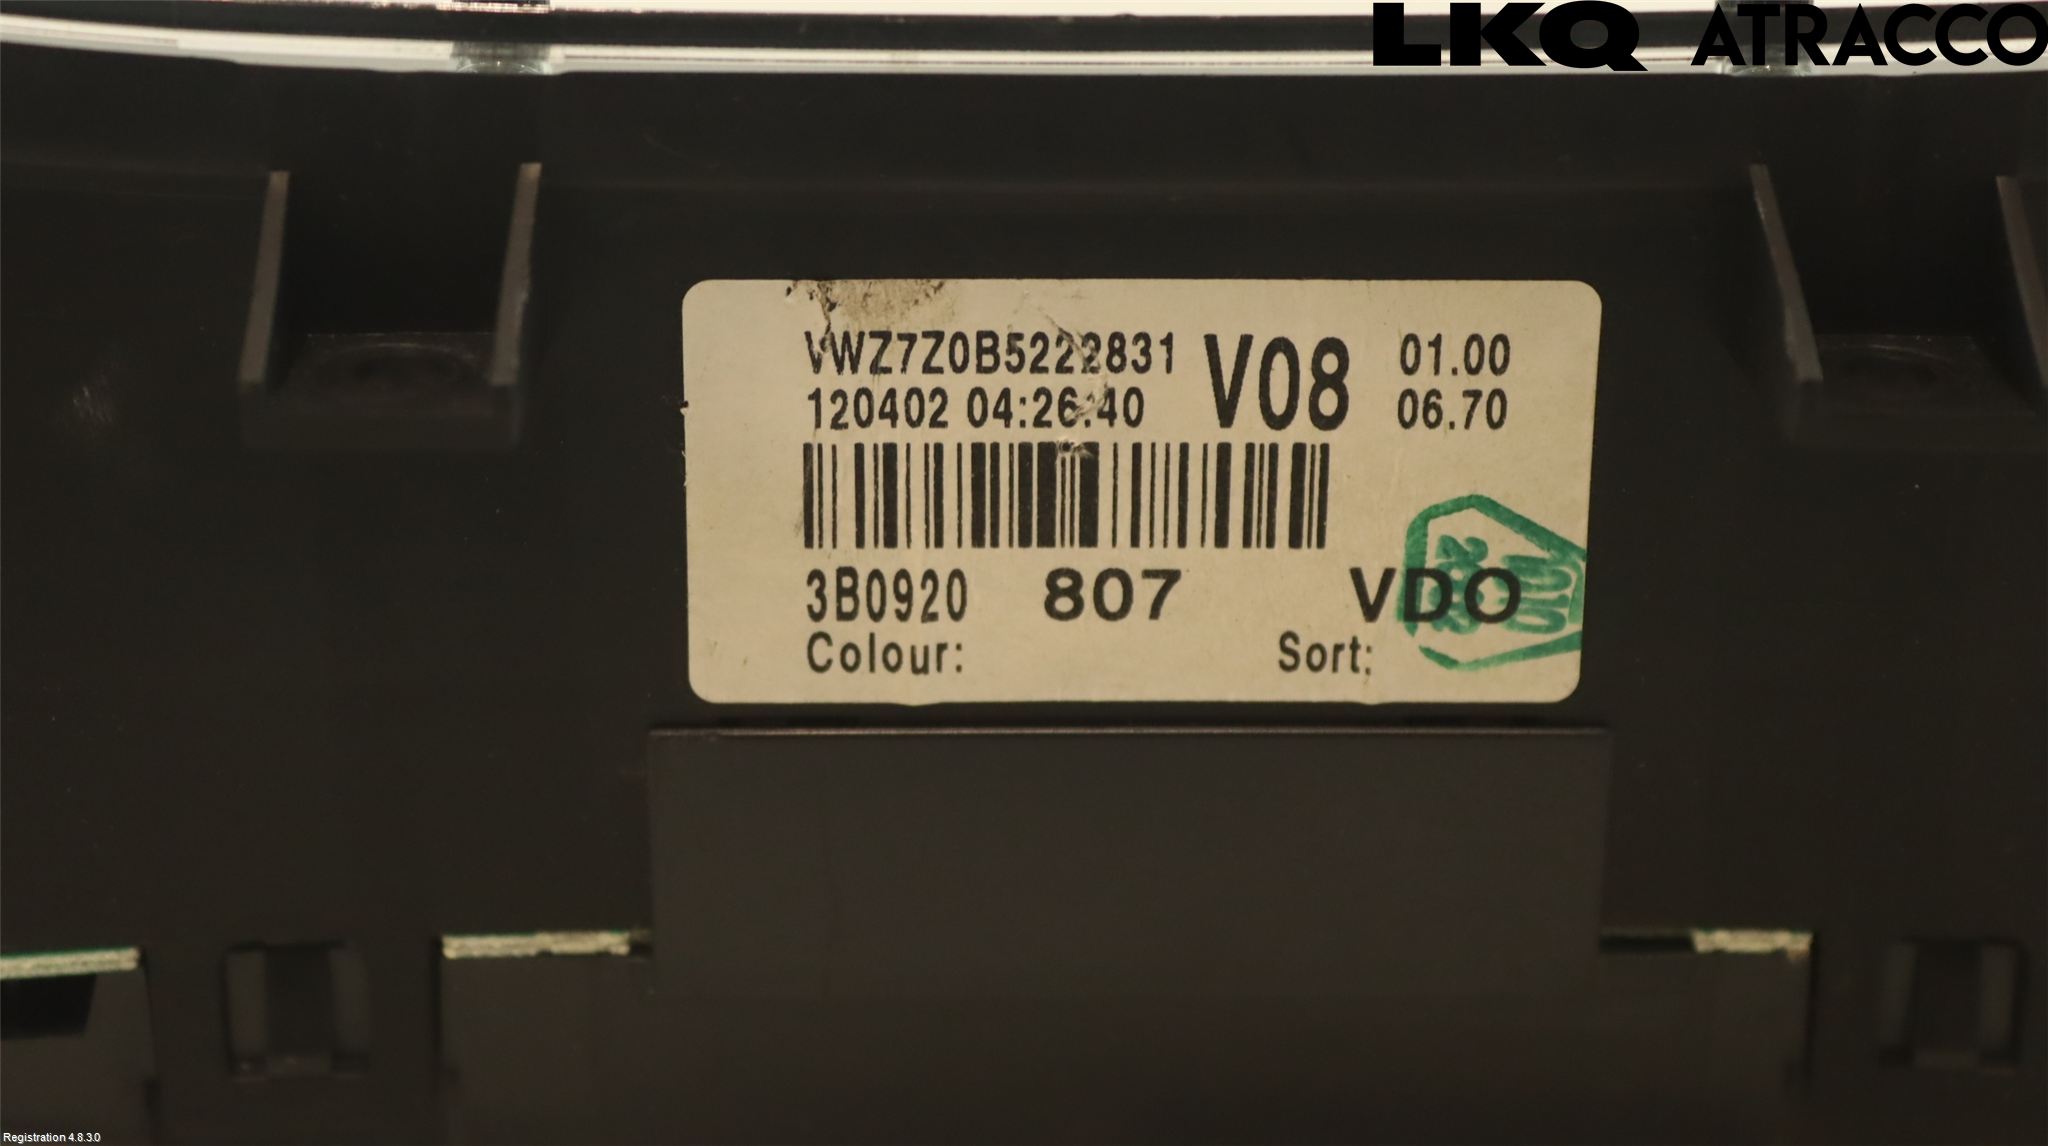 LKQ ATRACCO
VWZ7Z0B5222831 V08 01.00
120402 04:26:40 06.70
3B0920 807 VDO
Colour: Sort:
Registration 4.8.3.0